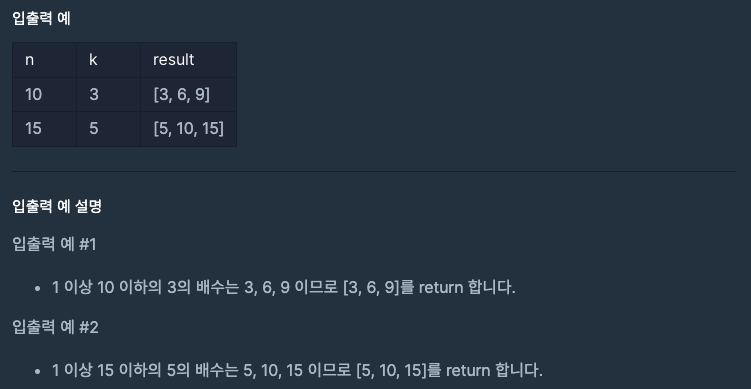 입출력 예
n k result
10 3 [3, 6, 9]
15 5 [5, 10, 15]
입출력 예 설명
입출력 예 #1
• 1 이상 10 이하의 3의 배수는 3, 6, 9 이므로 [3, 6, 9]를 return 합니다.
입출력 예 #2
• 1 이상 15 이하의 5의 배수는 5, 10, 15 이므로 [5, 10, 15]를 return 합니다.